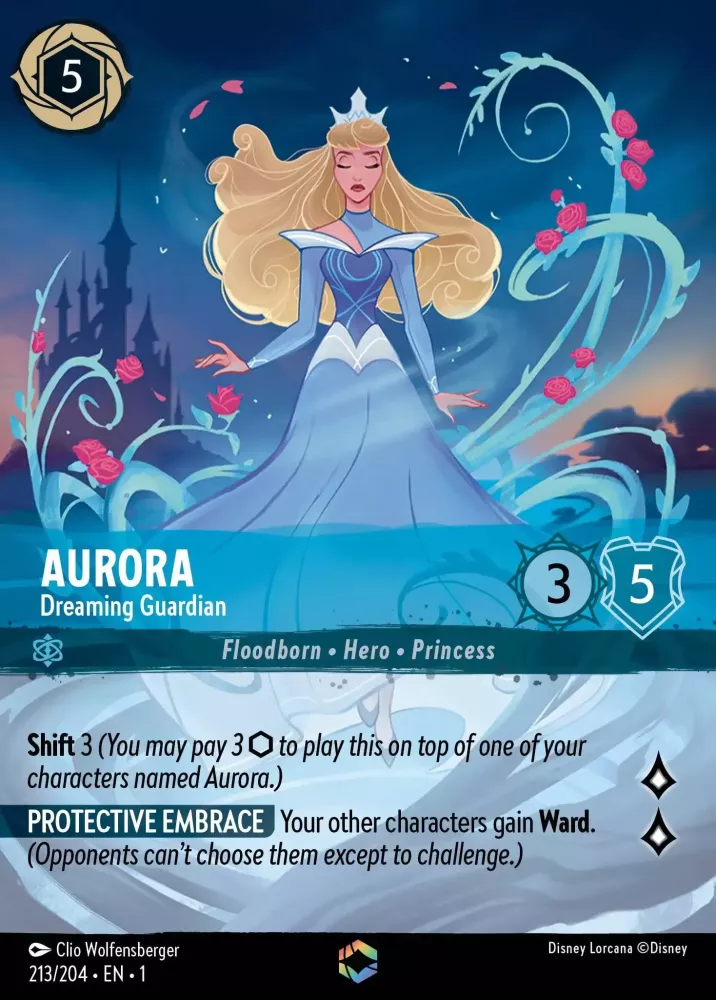 5
AURORA
Dreaming Guardian
3
5
Floodborn • Hero • Princess
Shift 3 (You may pay 3 ⬡ to play this on top of one of your
characters named Aurora.)
PROTECTIVE EMBRACE Your other characters gain Ward.
(Opponents can't choose them except to challenge.)
Clio Wolfensberger
Disney Lorcana ©Disney
213/204 • EN • 1